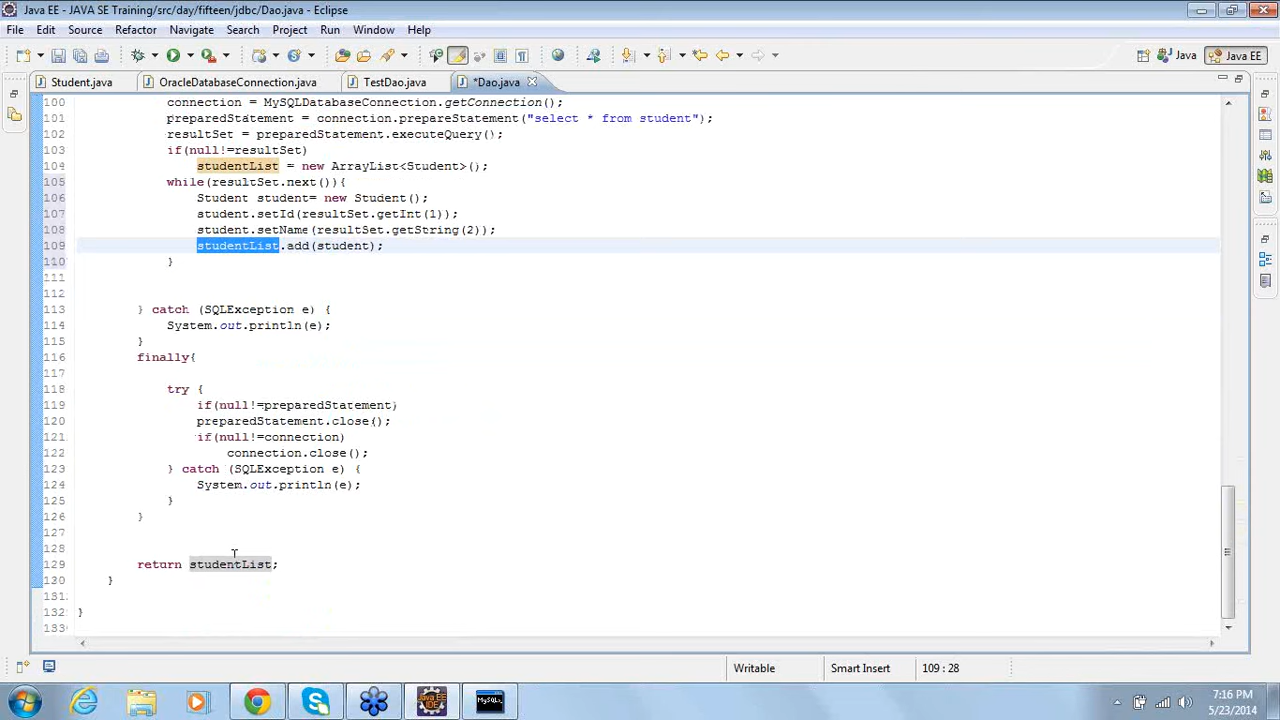 Java EE - JAVA SE Training/src/day/fifteen/jdbc/Dao.java - Eclipse
File Edit Source Refactor Navigate Search Project Run Window Help
Java Java EE
Student.java OracleDatabaseConnection.java TestDao.java *Dao.java
100 connection = MySQLDatabaseConnection.getConnection();
101 preparedStatement = connection.prepareStatement("select * from student");
102 resultSet = preparedStatement.executeQuery();
103 if(null!=resultSet)
104 studentList = new ArrayList<Student>();
105 while(resultSet.next()){
106 Student student= new Student();
107 student.setId(resultSet.getInt(1));
108 student.setName(resultSet.getString(2));
109 studentList.add(student);
110 }
111
112
113 } catch (SQLException e) {
114 System.out.println(e);
115 }
116 finally{
117
118 try {
119 if(null!=preparedStatement)
120 preparedStatement.close();
121 if(null!=connection)
122 connection.close();
123 } catch (SQLException e) {
124 System.out.println(e);
125 }
126 }
127
128
129 return studentList;
130 }
131
132 }
133
Writable Smart Insert 109 : 28
Java EE IDE MySQL
7:16 PM
5/23/2014